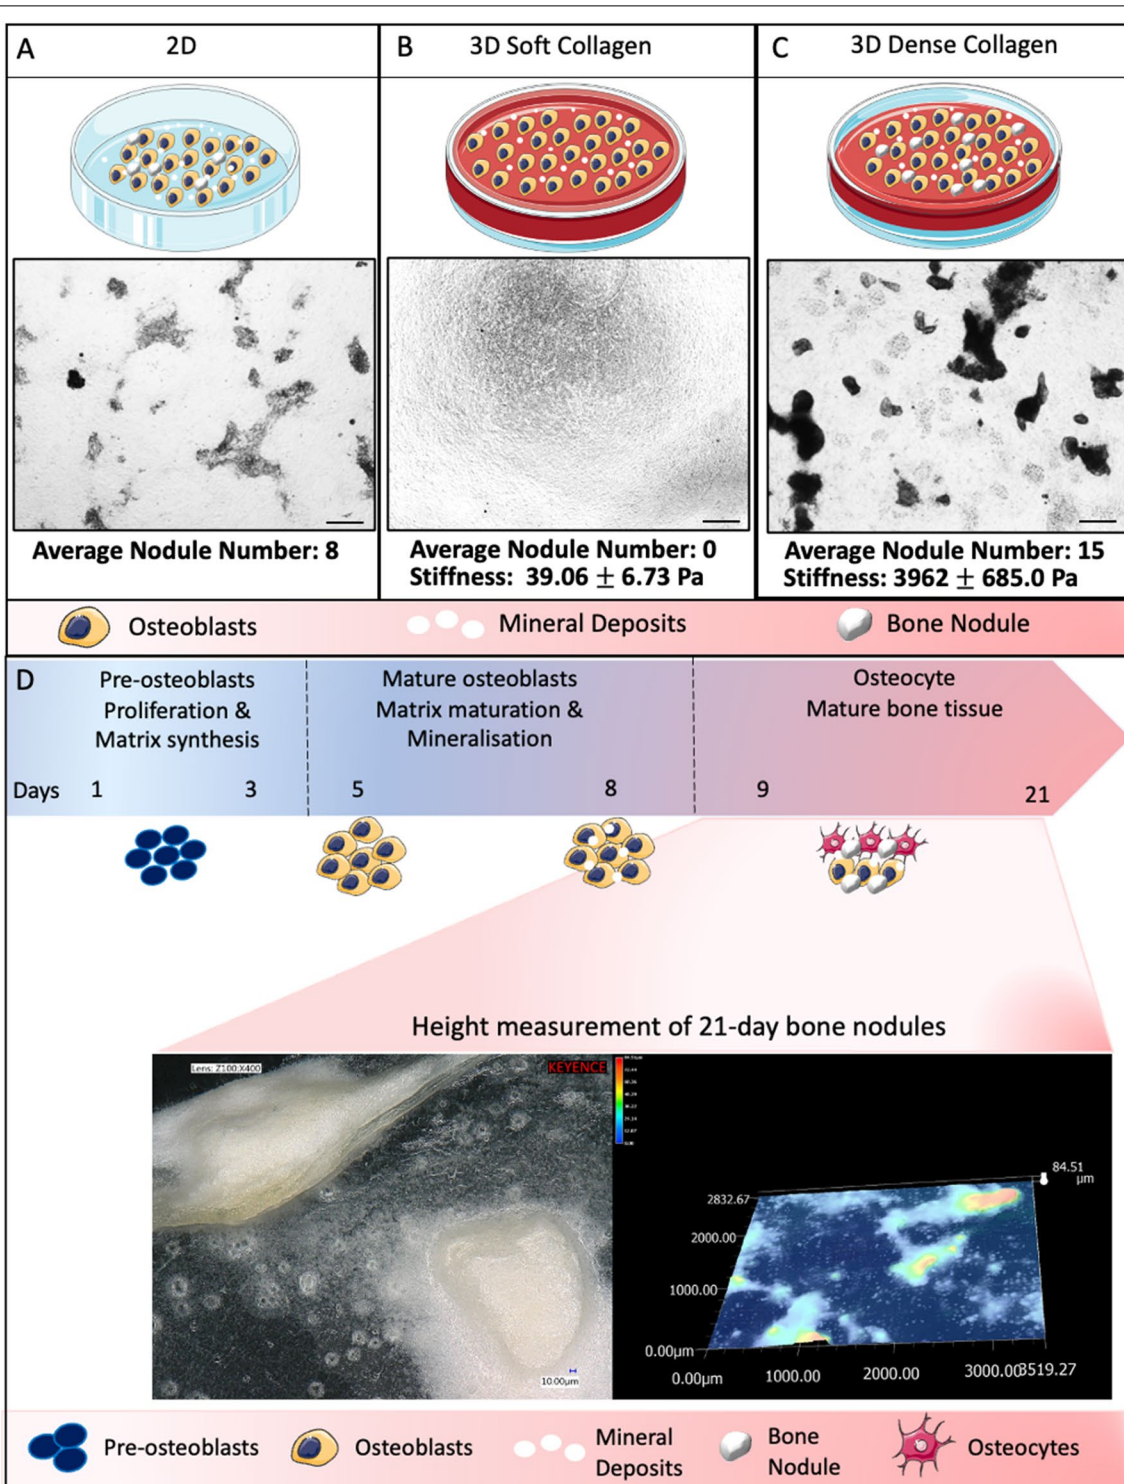 A
2D
B
3D Soft Collagen
C
3D Dense Collagen
Average Nodule Number: 8
Average Nodule Number: 0
Stiffness: 39.06 ± 6.73 Pa
Average Nodule Number: 15
Stiffness: 3962 ± 685.0 Pa
Osteoblasts
Mineral Deposits
Bone Nodule
D
Pre-osteoblasts
Proliferation &
Matrix synthesis
Mature osteoblasts
Matrix maturation &
Mineralisation
Osteocyte
Mature bone tissue
Days 1 3 5 8 9 21
Height measurement of 21-day bone nodules
Lens: Z100:X400
KEYENCE
10.00μm
84.51
μm
2832.67
2000.00
1000.00
0.00μm
0.00μm 1000.00 2000.00 3000.00 3519.27
Pre-osteoblasts
Osteoblasts
Mineral
Deposits
Bone
Nodule
Osteocytes